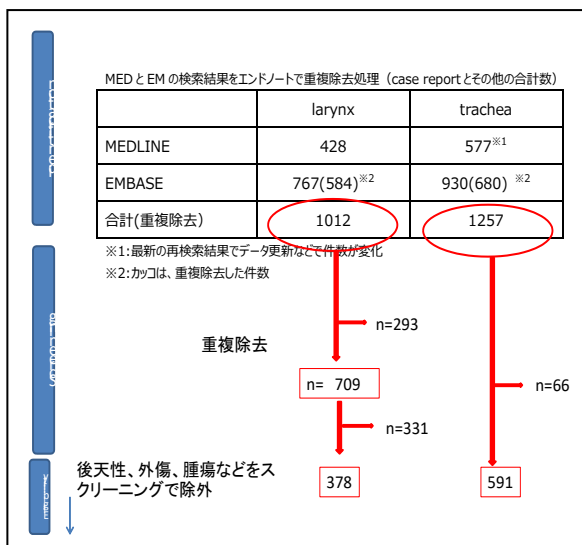 MEDとEMの検索結果をエンドノートで重複除去処理（case reportとその他の合計数）
larynx trachea
MEDLINE 428 577※1
EMBASE 767(584)※2 930(680) ※2
合計(重複除去) 1012 1257
※1:最新の再検索結果でデータ更新などで件数が変化
※2:カッコは、重複除去した件数
n=293
重複除去
n= 709
n=66
n=331
後天性、外傷、腫瘍などをス
クリーニングで除外
378 591